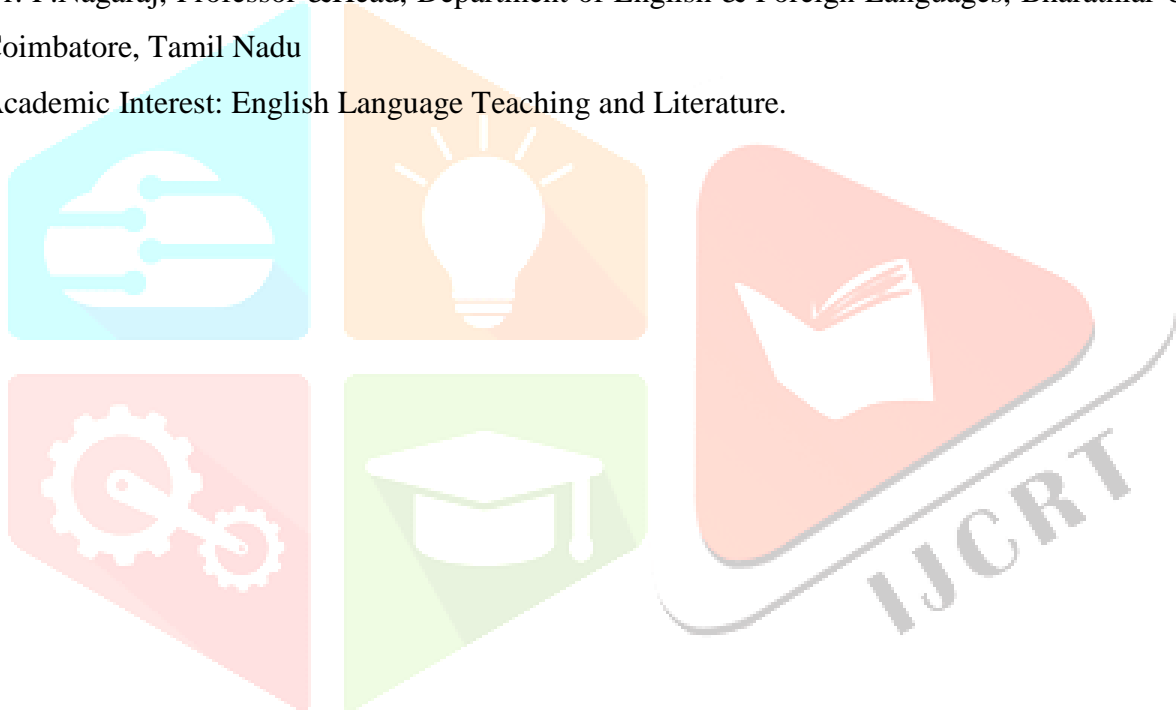 P.Nagaraj, Professor &Head, Department of English & Foreign Languages, Bharathiar
Coimbatore, Tamil Nadu
Academic Interest: English Language Teaching and Literature.
IJCRT